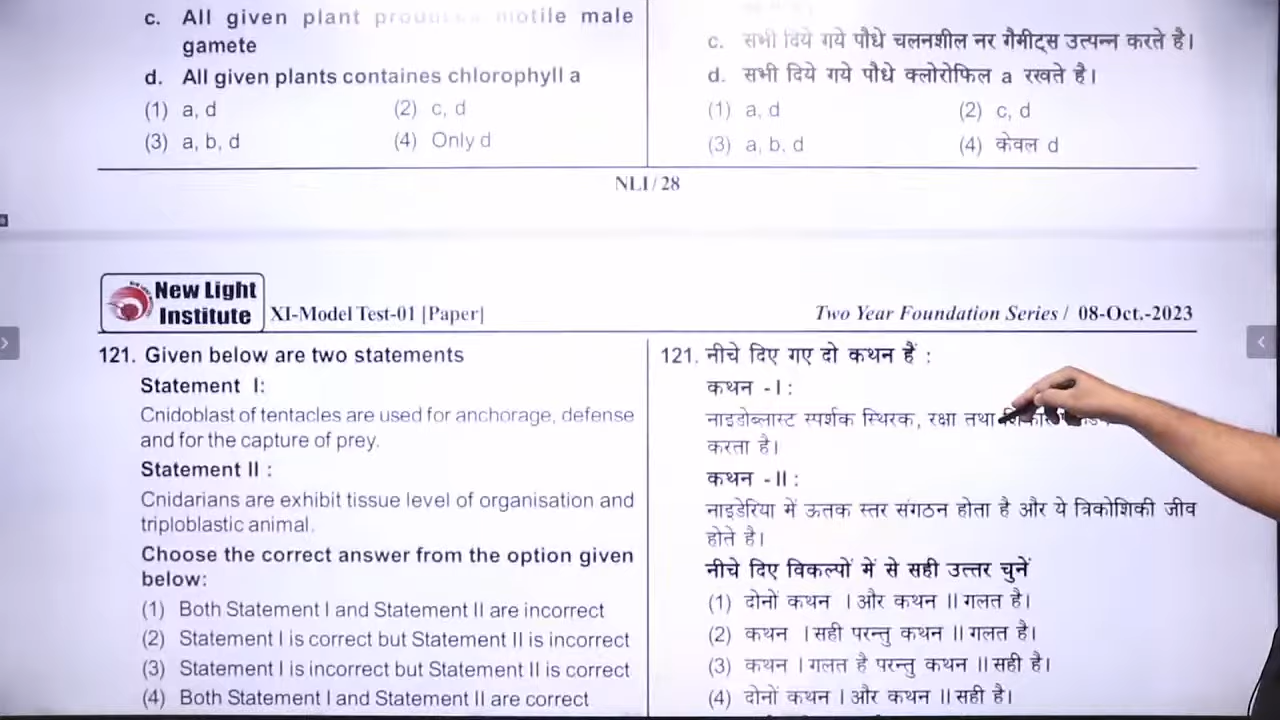 c. All given plant produces motile male
gamete
d. All given plants containes chlorophyll a
(1) a, d (2) c, d
(3) a, b, d (4) Only d
c. सभी दिये गये पौधे चलनशील नर गैमीट्स उत्पन्न करते है।
d. सभी दिये गये पौधे क्लोरोफिल a रखते है।
(1) a, d (2) c, d
(3) a, b, d (4) केवल d
NLI/28
New Light
Institute
XI-Model Test-01 [Paper]
Two Year Foundation Series / 08-Oct.-2023
121. Given below are two statements
Statement I:
Cnidoblast of tentacles are used for anchorage, defense
and for the capture of prey.
Statement II :
Cnidarians are exhibit tissue level of organisation and
triploblastic animal.
Choose the correct answer from the option given
below:
(1) Both Statement I and Statement II are incorrect
(2) Statement I is correct but Statement II is incorrect
(3) Statement I is incorrect but Statement II is correct
(4) Both Statement I and Statement II are correct
121. नीचे दिए गए दो कथन हैं :
कथन -I :
नाइडोब्लास्ट स्पर्शक स्थिरक, रक्षा तथा
करता है।
कथन -II :
नाइडेरिया में ऊतक स्तर संगठन होता है और ये त्रिकोशिकी जीव
होते है।
नीचे दिए विकल्पों में से सही उत्तर चुनें
(1) दोनों कथन I और कथन II गलत है।
(2) कथन I सही परन्तु कथन II गलत है।
(3) कथन I गलत है परन्तु कथन II सही है।
(4) दोनों कथन I और कथन II सही है।